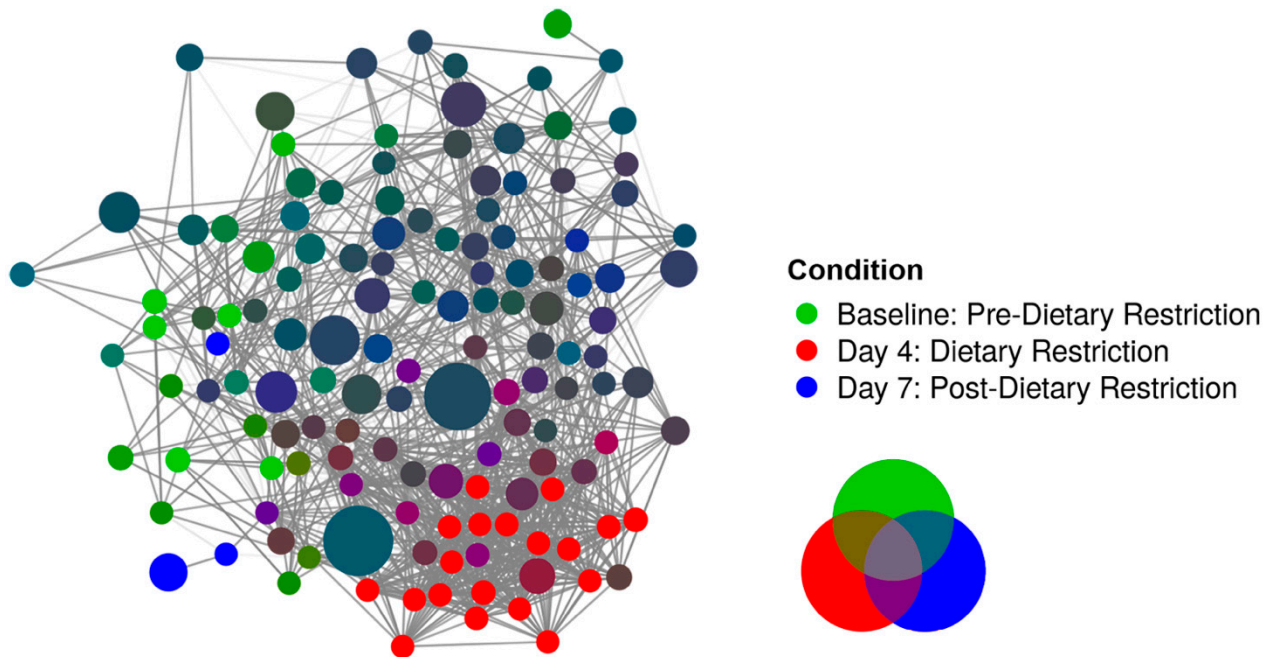 Condition
Baseline: Pre-Dietary Restriction
Day 4: Dietary Restriction
Day 7: Post-Dietary Restriction